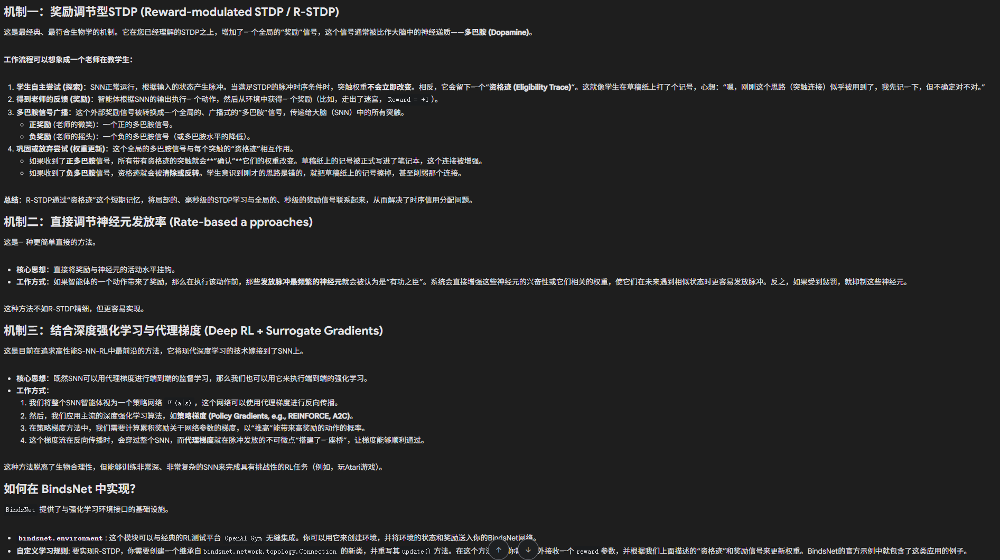 机制一：奖励调节型STDP (Reward-modulated STDP / R-STDP)
这是最经典、最符合生物学的机制。它在您已经理解的STDP之上，增加了一个全局的“奖励”信号，这个信号通常被比作大脑中的神经递质——多巴胺 (Dopamine)。
工作流程可以想象成一个老师在教学生：
1. 学生自主尝试 (探索)：SNN正常运行，根据输入的状态产生脉冲。当满足STDP的脉冲时序条件时，突触权重不会立即改变。相反，它会留下一个“资格迹 (Eligibility Trace)”。这就像学生在草稿纸上打了个记号，心想：“嗯，刚刚这个思路（突触连接）似乎被用到了，我先记一下，但不确定对不对。”
2. 得到老师的反馈 (奖励)：智能体根据SNN的输出执行一个动作，然后从环境中获得一个奖励（比如，走出了迷宫， Reward = +1 ）。
3. 多巴胺信号广播：这个外部奖励信号被转换成一个全局的、广播式的“多巴胺”信号，传递给大脑（SNN）中的所有突触。
◦ 正奖励 (老师的微笑)：一个正的多巴胺信号。
◦ 负奖励 (老师的摇头)：一个负的多巴胺信号（或多巴胺水平的降低）。
4. 巩固或放弃尝试 (权重更新)：这个全局的多巴胺信号与每个突触的“资格迹”相互作用。
◦ 如果收到了正多巴胺信号，所有带有资格迹的突触就会**“确认”**它们的权重改变。草稿纸上的记号被正式写进了笔记本，这个连接被增强。
◦ 如果收到了负多巴胺信号，资格迹就会被清除或反转。学生意识到刚才的思路是错的，就把草稿纸上的记号擦掉，甚至削弱那个连接。
总结：R-STDP通过“资格迹”这个短期记忆，将局部的、毫秒级的STDP学习与全局的、秒级的奖励信号联系起来，从而解决了时序信用分配问题。
机制二：直接调节神经元发放率 (Rate-based a pproaches)
这是一种更简单直接的方法。
• 核心思想：直接将奖励与神经元的活动水平挂钩。
• 工作方式：如果智能体的一个动作带来了奖励，那么在执行该动作前，那些发放脉冲最频繁的神经元就会被认为是“有功之臣”。系统会直接增强这些神经元的兴奋性或它们相关的权重，使它们在未来遇到相似状态时更容易发放脉冲。反之，如果受到惩罚，就抑制这些神经元。
这种方法不如R-STDP精细，但更容易实现。
机制三：结合深度强化学习与代理梯度 (Deep RL + Surrogate Gradients)
这是目前在追求高性能S-NN-RL中最前沿的方法，它将现代深度学习的技术嫁接到了SNN上。
• 核心思想：既然SNN可以用代理梯度进行端到端的监督学习，那么我们也可以用它来执行端到端的强化学习。
• 工作方式：
1. 我们将整个SNN智能体视为一个策略网络 π(a|s) ，这个网络可以使用代理梯度进行反向传播。
2. 然后，我们应用主流的深度强化学习算法，如策略梯度 (Policy Gradients, e.g., REINFORCE, A2C)。
3. 在策略梯度方法中，我们需要计算累积奖励关于网络参数的梯度，以“推高”能带来高奖励的动作的概率。
4. 这个梯度流在反向传播时，会穿过整个SNN，而代理梯度就在脉冲发放的不可微点“搭建了一座桥”，让梯度能够顺利通过。
这种方法脱离了生物合理性，但能够训练非常深、非常复杂的SNN来完成具有挑战性的RL任务（例如，玩Atari游戏）。
如何在 BindsNet 中实现？
BindsNet 提供了与强化学习环境接口的基础设施。
• bindsnet.environment : 这个模块可以与经典的RL测试平台 OpenAI Gym 无缝集成。你可以用它来创建环境，并将环境的状态和奖励送入你的BindsNet网络。
• 自定义学习规则: 要实现R-STDP，你需要创建一个继承自 bindsnet.network.topology.Connection 的新类，并重写其 update() 方法。在这个方 你 外接收一个 reward 参数，并根据我们上面描述的“资格迹”和奖励信号来更新权重。BindsNet的官方示例中就包含了这类应用的例子。